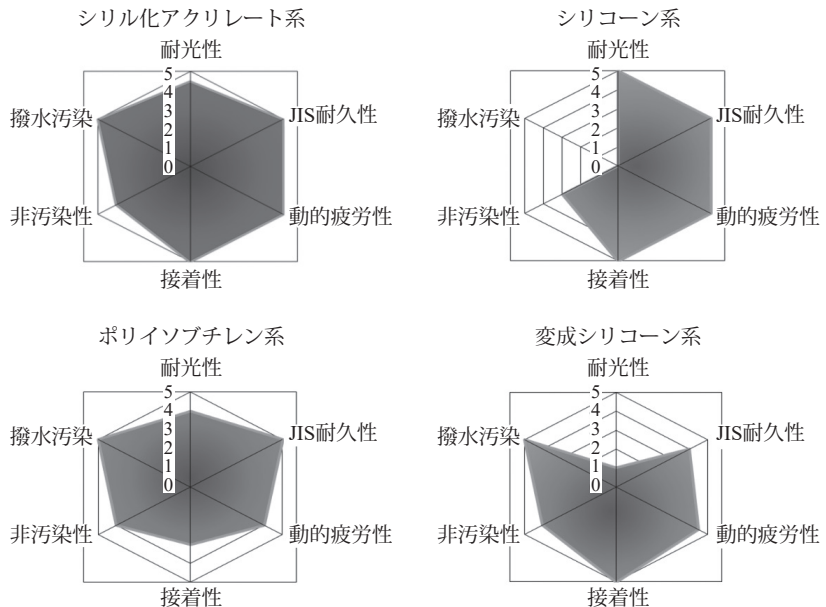 シリル化アクリレート系
耐光性
5
4
3
2
1
0
撥水汚染
JIS耐久性
非汚染性
動的疲労性
接着性
シリコーン系
耐光性
5
4
3
2
1
0
撥水汚染
JIS耐久性
非汚染性
動的疲労性
接着性
ポリイソブチレン系
耐光性
5
4
3
2
1
0
撥水汚染
JIS耐久性
非汚染性
動的疲労性
接着性
変成シリコーン系
耐光性
5
4
3
2
1
0
撥水汚染
JIS耐久性
非汚染性
動的疲労性
接着性